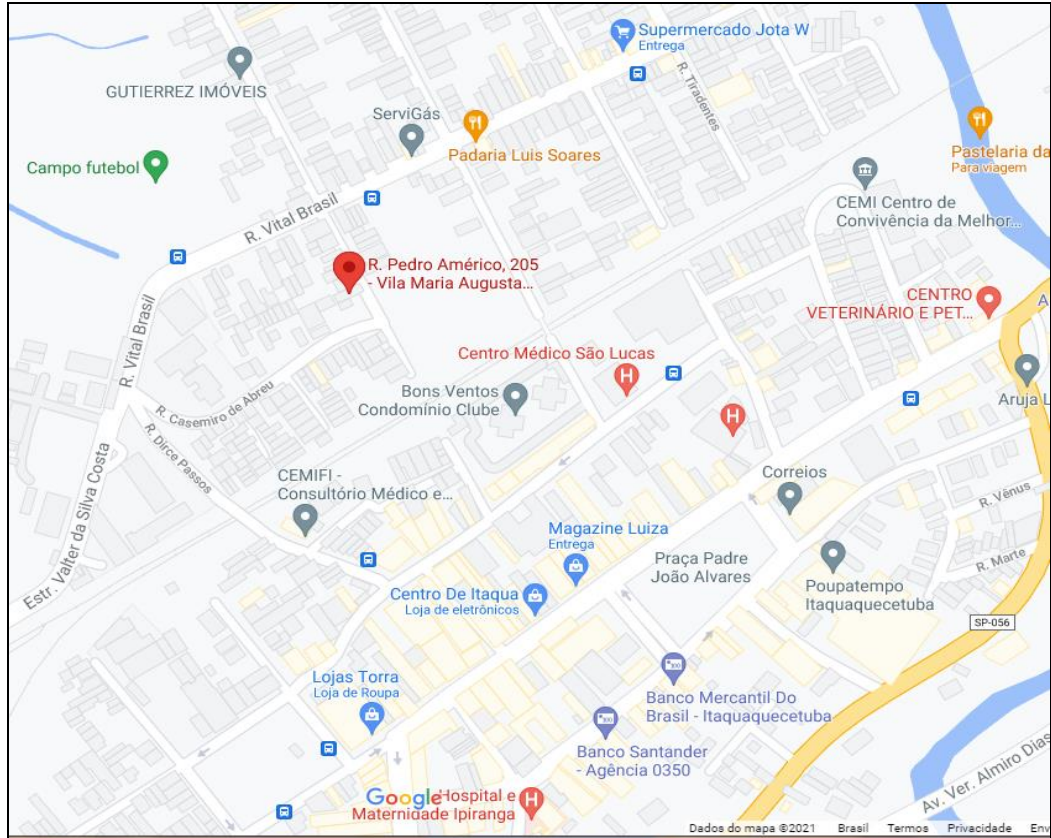 Supermercado Jota W
Entrega
GUTIERREZ IMÓVEIS
R. Tiradentes
ServiGás
Padaria Luis Soares
Campo futebol
Pastelaria da
Para viagem
CEMI Centro de
Convivência da Melhor...
R. Vital Brasil
R. Pedro Américo, 205
- Vila Maria Augusta...
CENTRO
VETERINÁRIO E PET...
A
R. Vital Brasil
Centro Médico São Lucas
Bons Ventos
Condomínio Clube
Aruja L
R. Casemiro de Abreu
R. Dirce Passos
CEMIFI -
Consultório Médico e...
Correios
R. Vênus
Estr. Valter da Silva Costa
Magazine Luiza
Entrega
Praça Padre
João Alvares
R. Marte
Centro De Itaqua
Loja de eletrônicos
Poupatempo
Itaquaquecetuba
SP-056
Lojas Torra
Loja de Roupa
Banco Mercantil Do
Brasil - Itaquaquecetuba
Banco Santander
- Agência 0350
Av. Ver. Almiro Dias
Google
Hospital e
Maternidade Ipiranga
Dados do mapa ©2021 Brasil Termos Privacidade Env